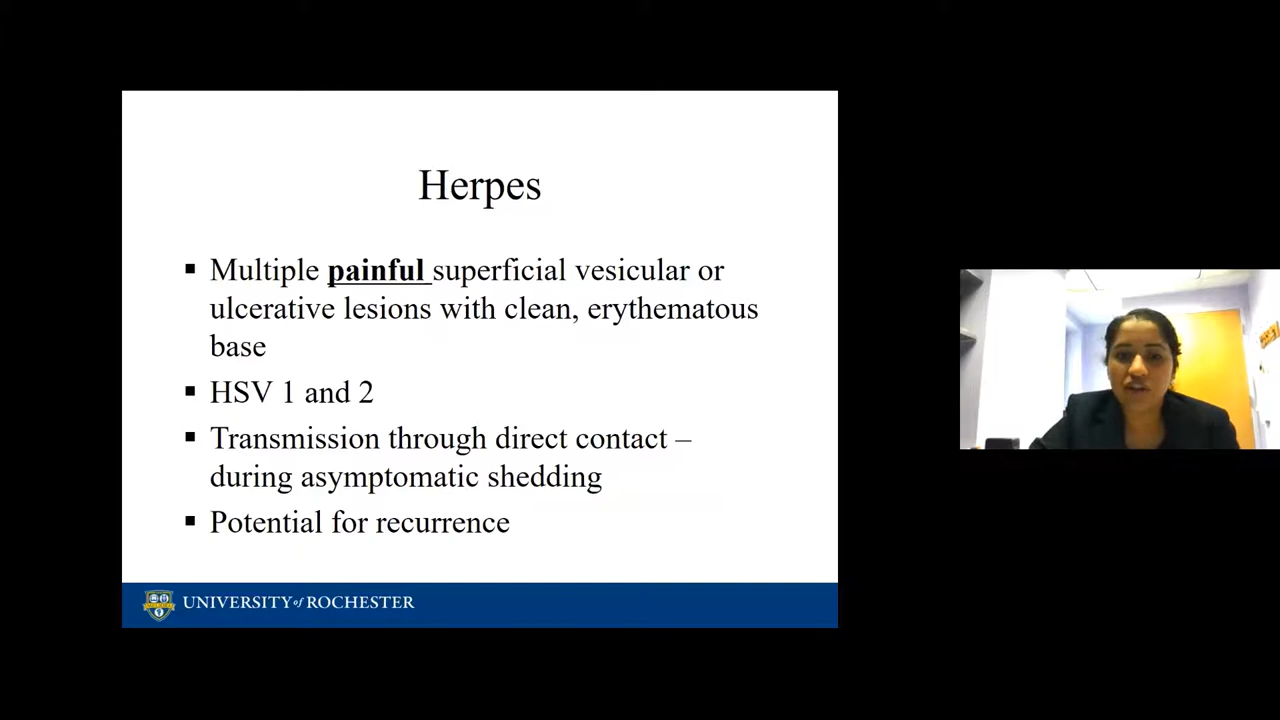 Herpes
▪ Multiple painful superficial vesicular or
ulcerative lesions with clean, erythematous
base
▪ HSV 1 and 2
▪ Transmission through direct contact –
during asymptomatic shedding
▪ Potential for recurrence
UNIVERSITY of ROCHESTER